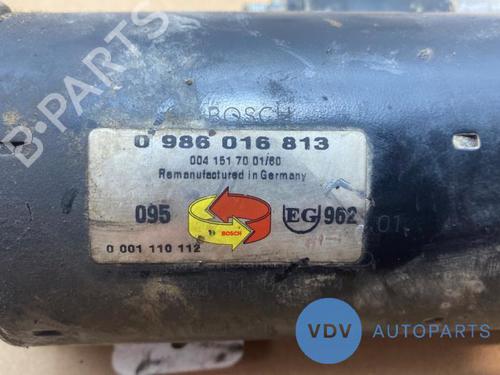 B-PARTS
BOSCH
0 986 016 813
004 151 70 01/80
Remanufactured in Germany
095
BOSCH
EG 962
01
0 001 110 112
VDV AUTOPARTS